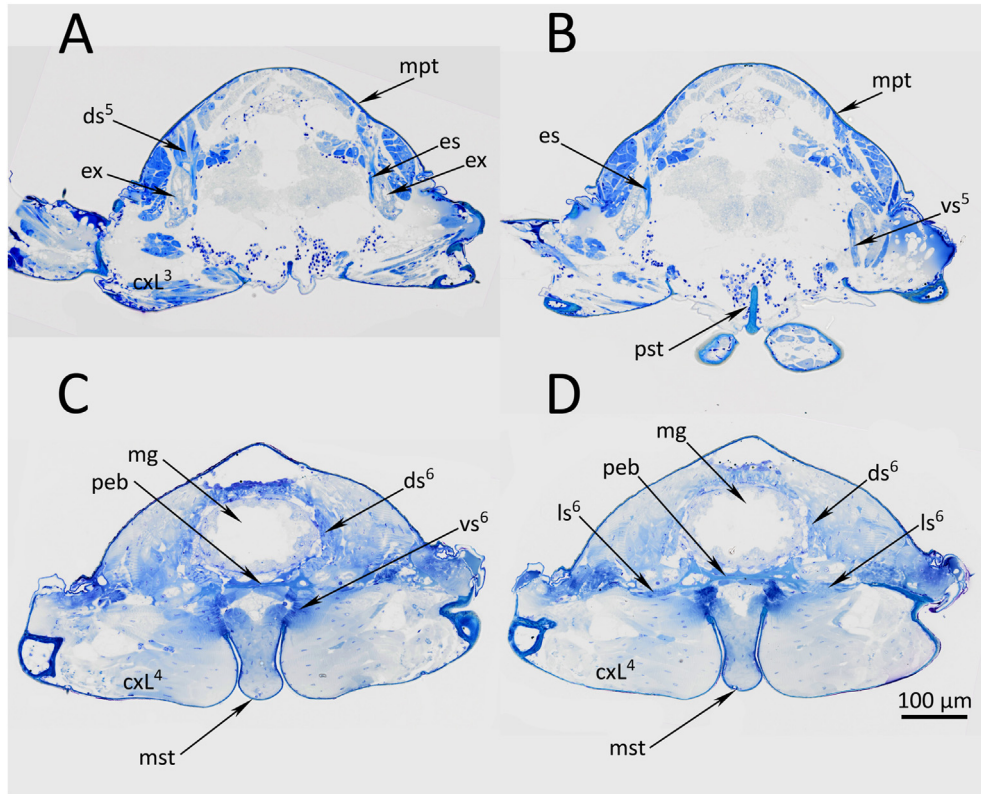 A
mpt
ds⁵
ex
es
ex
cxL³
B
mpt
es
vs⁵
pst
C
mg
peb
ds⁶
vs⁶
cxL⁴
mst
D
mg
peb
ds⁶
ls⁶
ls⁶
cxL⁴
mst
100 µm